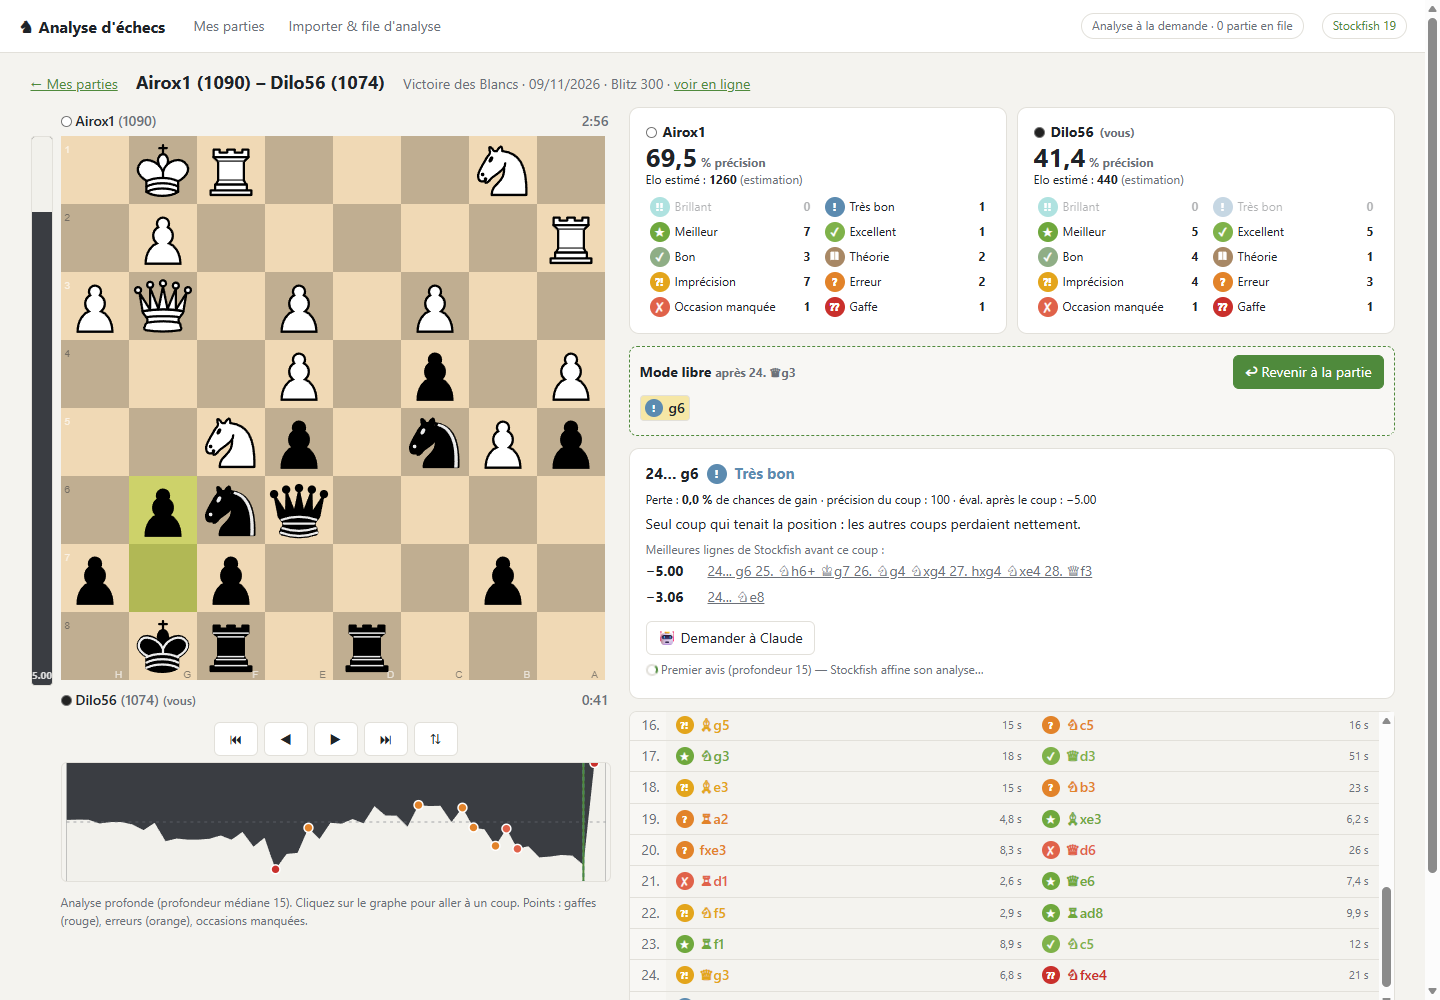 ♞ Analyse d'échecs Mes parties Importer & file d'analyse Analyse à la demande · 0 partie en file Stockfish 19
← Mes parties Airox1 (1090) – Dilo56 (1074) Victoire des Blancs · 09/11/2026 · Blitz 300 · voir en ligne
Airox1 (1090) 2:56
1
2
3
4
5
6
7
8
H G F E D C B A
5.00
Dilo56 (1074) (vous) 0:41
⏮ ◀ ▶ ⏭ ⇅
Analyse profonde (profondeur médiane 15). Cliquez sur le graphe pour aller à un coup. Points : gaffes
(rouge), erreurs (orange), occasions manquées.
Airox1
69,5 % précision
Elo estimé : 1260 (estimation)
!! Brillant 0 ! Très bon 1
★ Meilleur 7 ✓ Excellent 1
✓ Bon 3 Théorie 2
?! Imprécision 7 ? Erreur 2
✗ Occasion manquée 1 ?? Gaffe 1
Dilo56 (vous)
41,4 % précision
Elo estimé : 440 (estimation)
!! Brillant 0 ! Très bon 0
★ Meilleur 5 ✓ Excellent 5
✓ Bon 4 Théorie 1
?! Imprécision 4 ? Erreur 3
✗ Occasion manquée 1 ?? Gaffe 1
Mode libre après 24. ♛g3 ↩ Revenir à la partie
! g6
24… g6 ! Très bon
Perte : 0,0 % de chances de gain · précision du coup : 100 · éval. après le coup : −5.00
Seul coup qui tenait la position : les autres coups perdaient nettement.
Meilleures lignes de Stockfish avant ce coup :
−5.00 24… g6 25. ♘h6+ ♔g7 26. ♘g4 ♘xg4 27. hxg4 ♘xe4 28. ♕f3
−3.06 24… ♘e8
Demander à Claude
Premier avis (profondeur 15) — Stockfish affine son analyse…
16. ?! ♗g5 15 s ? ♘c5 16 s
17. ★ ♘g3 18 s ✓ ♛d3 51 s
18. ?! ♗e3 15 s ? ♘b3 23 s
19. ? ♖a2 4,8 s ★ ♗xe3 6,2 s
20. ? fxe3 8,3 s ✗ ♛d6 26 s
21. ✗ ♖d1 2,6 s ★ ♛e6 7,4 s
22. ?! ♘f5 2,9 s ★ ♖ad8 9,9 s
23. ★ ♖f1 8,9 s ✓ ♘c5 12 s
24. ?! ♛g3 6,8 s ?? ♘fxe4 21 s